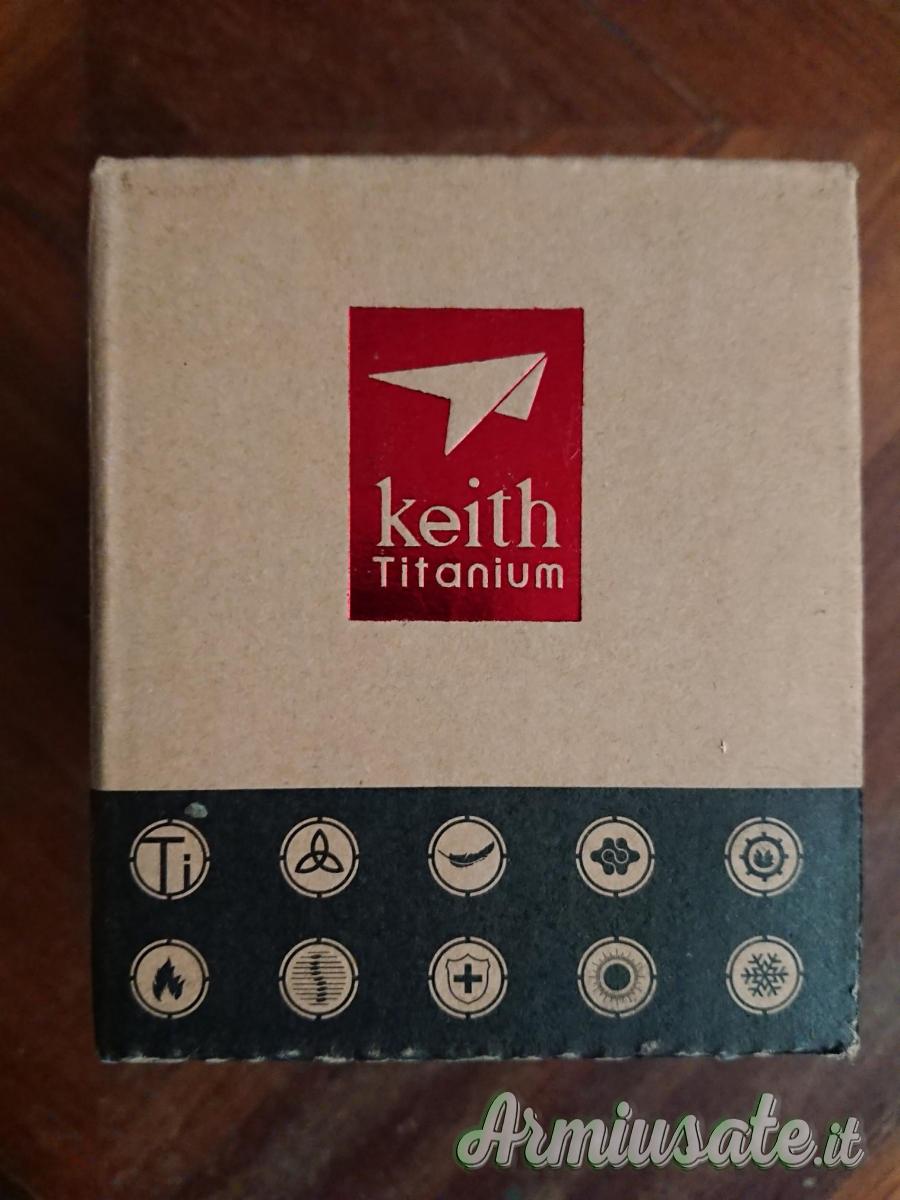 keith
Titanium
Ti
Armiusate.it